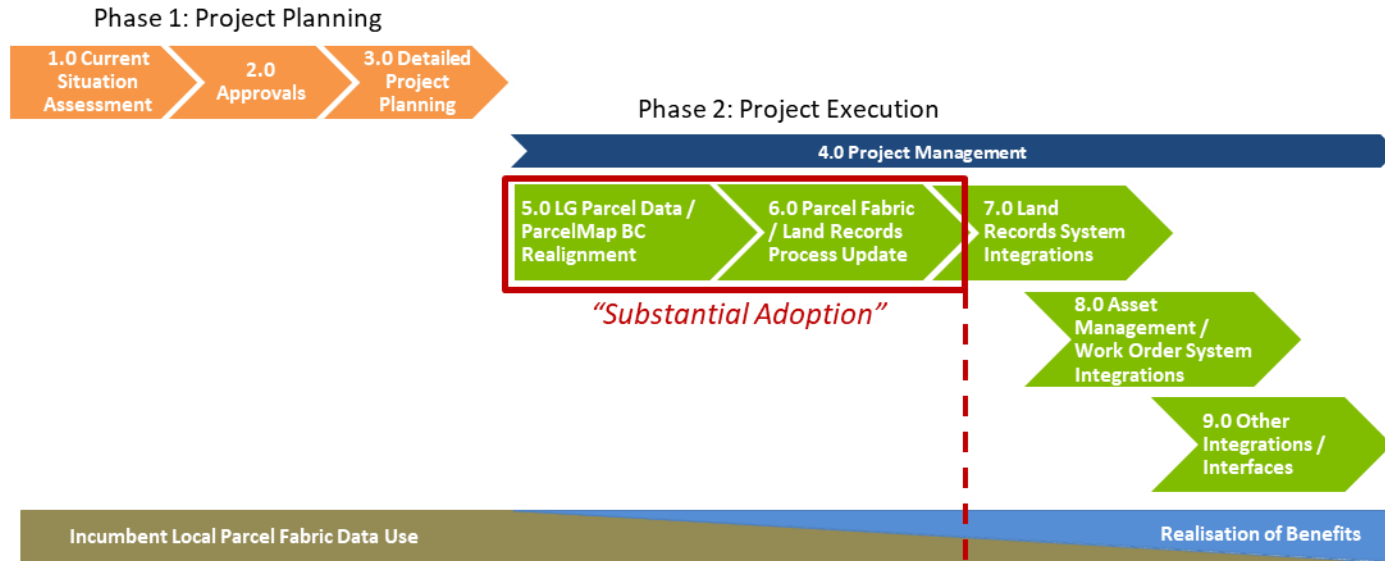 Phase 1: Project Planning
1.0 Current
Situation
Assessment
2.0
Approvals
3.0 Detailed
Project
Planning
Phase 2: Project Execution
4.0 Project Management
5.0 LG Parcel Data /
ParcelMap BC
Realignment
6.0 Parcel Fabric
/ Land Records
Process Update
7.0 Land
Records System
Integrations
“Substantial Adoption”
8.0 Asset
Management /
Work Order System
Integrations
9.0 Other
Integrations /
Interfaces
Incumbent Local Parcel Fabric Data Use
Realisation of Benefits